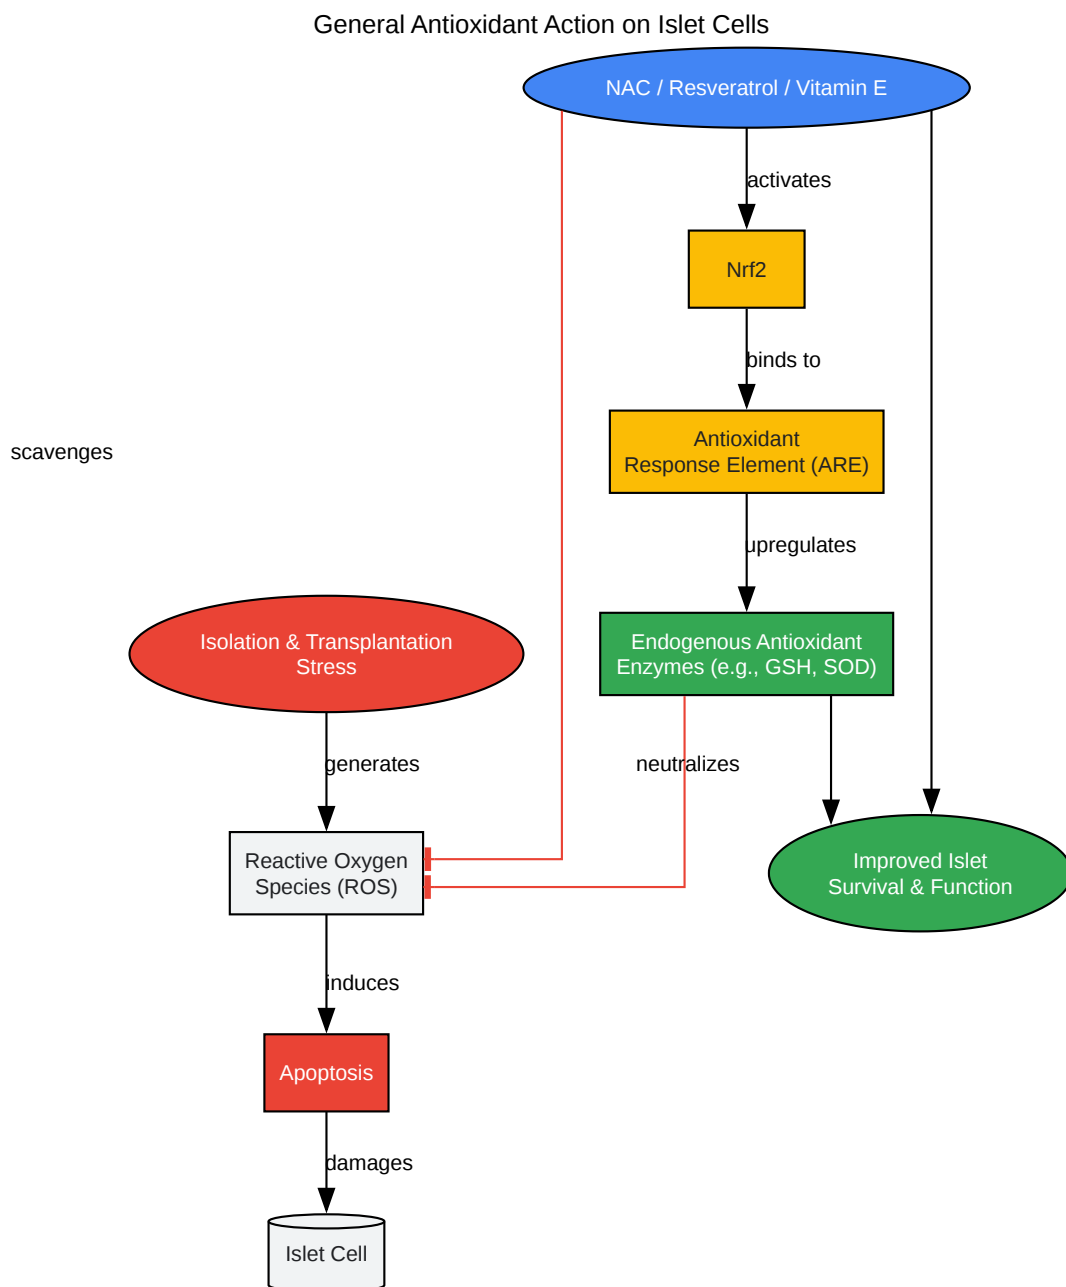 General Antioxidant Action on Islet Cells
NAC / Resveratrol / Vitamin E
activates
Nrf2
binds to
Antioxidant
Response Element (ARE)
scavenges
upregulates
Isolation & Transplantation
Stress
Endogenous Antioxidant
Enzymes (e.g., GSH, SOD)
generates
neutralizes
Reactive Oxygen
Species (ROS)
Improved Islet
Survival & Function
induces
Apoptosis
damages
Islet Cell